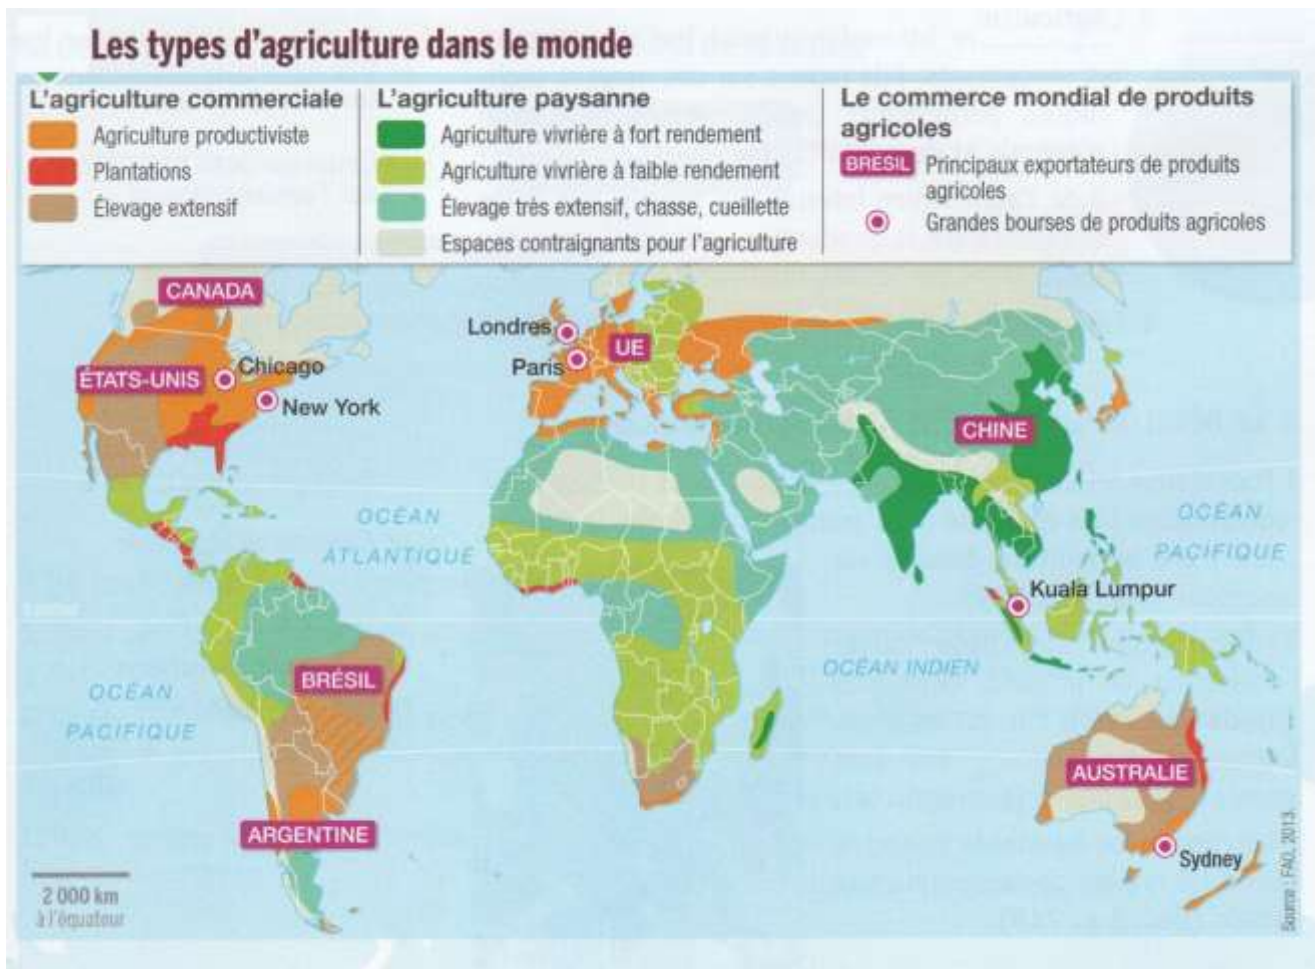 Les types d'agriculture dans le monde
L'agriculture commerciale
Agriculture productiviste
Plantations
Élevage extensif
L'agriculture paysanne
Agriculture vivrière à fort rendement
Agriculture vivrière à faible rendement
Élevage très extensif, chasse, cueillette
Espaces contraignants pour l'agriculture
Le commerce mondial de produits
agricoles
BRÉSIL Principaux exportateurs de produits
agricoles
Grandes bourses de produits agricoles
CANADA
Londres
UE
Paris
ÉTATS-UNIS
Chicago
New York
CHINE
OCÉAN
ATLANTIQUE
OCÉAN
PACIFIQUE
Kuala Lumpur
OCÉAN INDIEN
BRÉSIL
OCÉAN
PACIFIQUE
AUSTRALIE
ARGENTINE
Sydney
2 000 km
à l'équateur
Source : FAO, 2013.